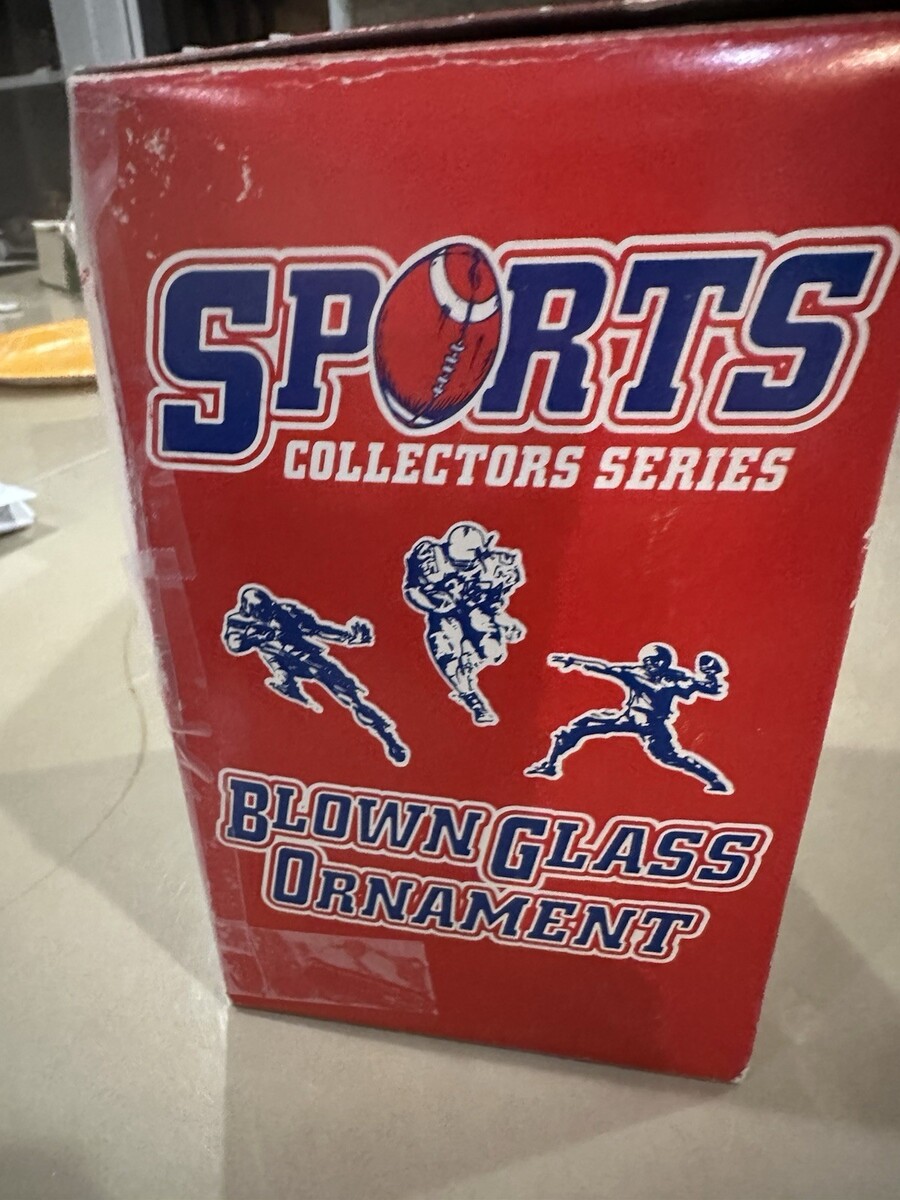 SPORTS
COLLECTORS SERIES
BLOWN GLASS
ORNAMENT